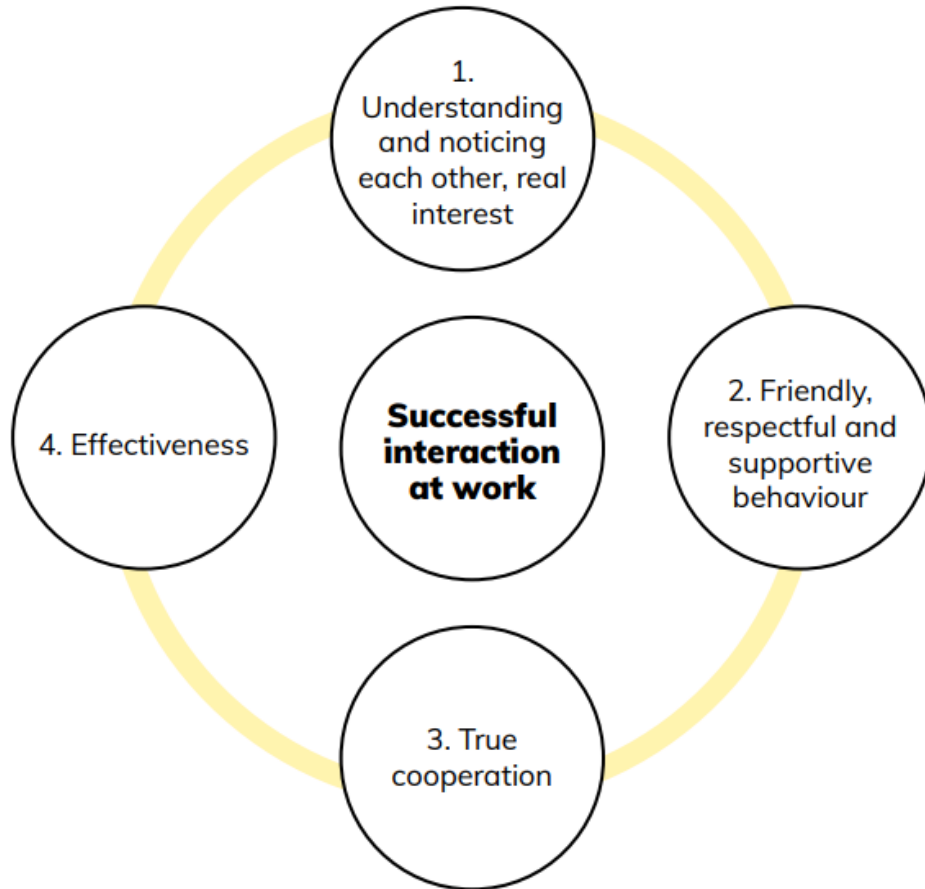 1.
Understanding
and noticing
each other, real
interest
2. Friendly,
respectful and
supportive
behaviour
Successful
interaction
at work
4. Effectiveness
3. True
cooperation